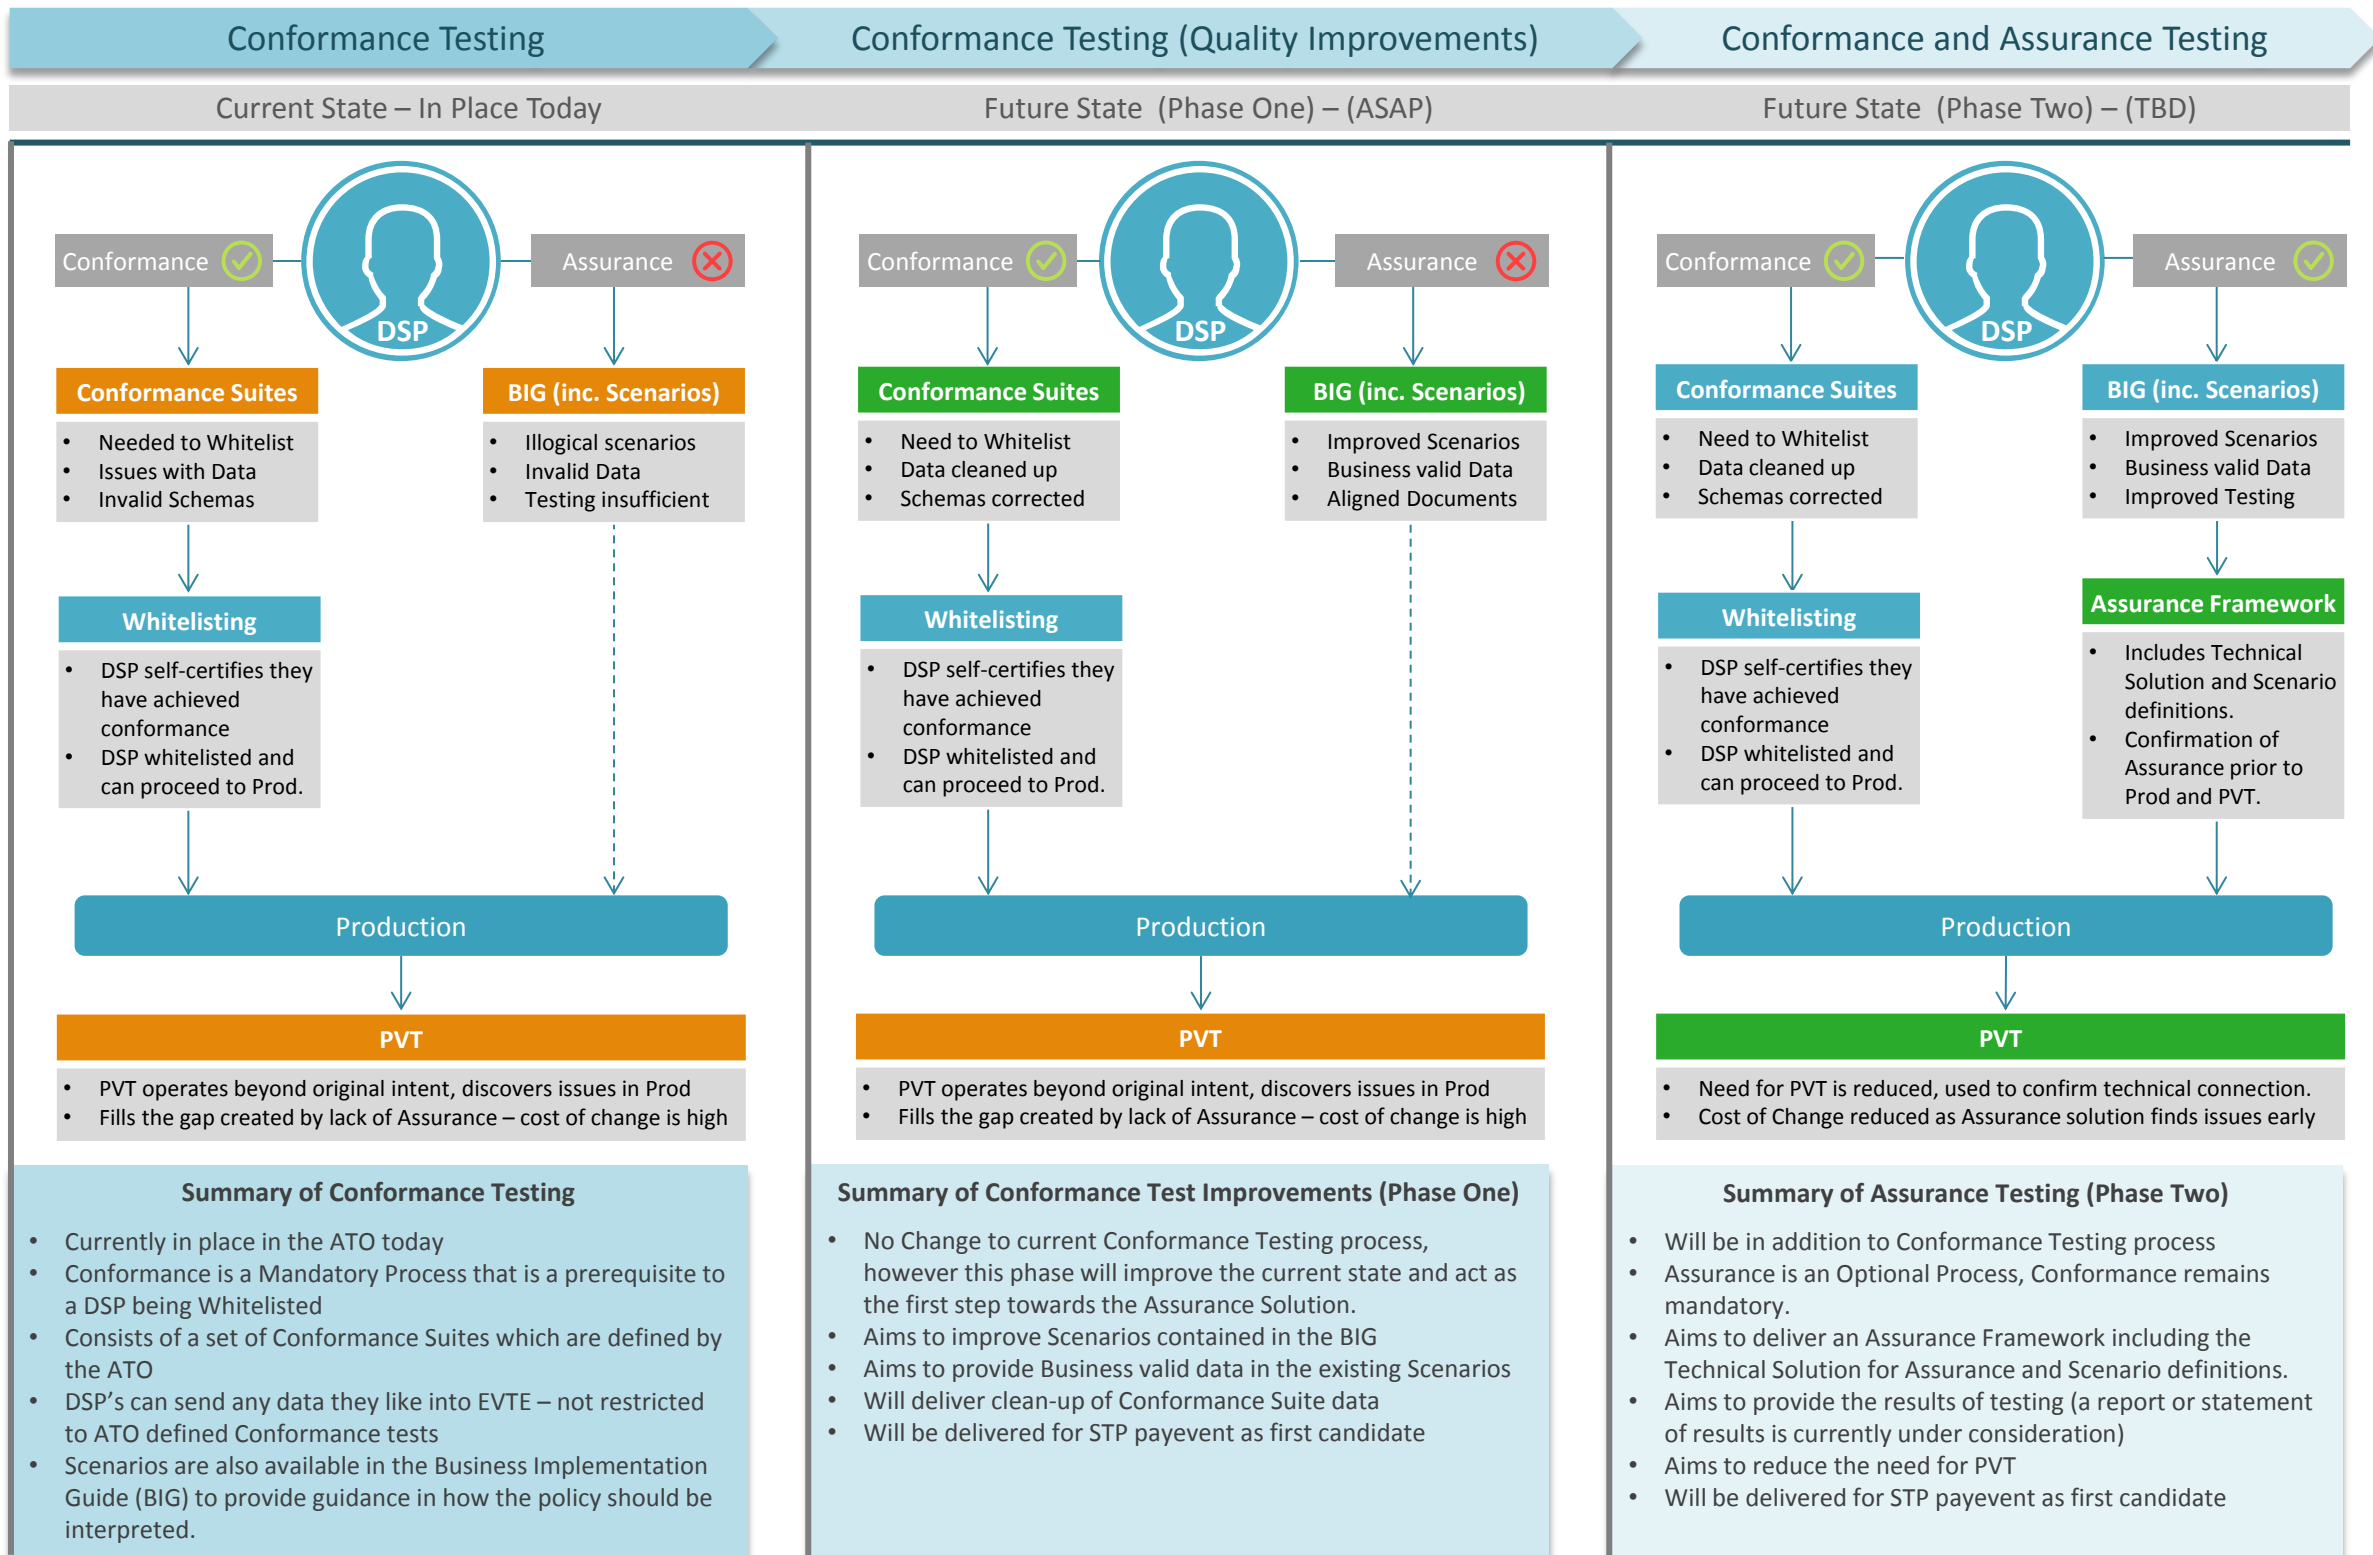 Conformance Testing
Conformance Testing (Quality Improvements)
Conformance and Assurance Testing
Current State – In Place Today
Future State (Phase One) – (ASAP)
Future State (Phase Two) – (TBD)
Conformance
DSP
Assurance
Conformance Suites
• Needed to Whitelist
• Issues with Data
• Invalid Schemas
BIG (inc. Scenarios)
• Illogical scenarios
• Invalid Data
• Testing insufficient
Whitelisting
• DSP self-certifies they
have achieved
conformance
• DSP whitelisted and
can proceed to Prod.
Production
PVT
• PVT operates beyond original intent, discovers issues in Prod
• Fills the gap created by lack of Assurance – cost of change is high
Summary of Conformance Testing
• Currently in place in the ATO today
• Conformance is a Mandatory Process that is a prerequisite to
a DSP being Whitelisted
• Consists of a set of Conformance Suites which are defined by
the ATO
• DSP's can send any data they like into EVTE – not restricted
to ATO defined Conformance tests
• Scenarios are also available in the Business Implementation
Guide (BIG) to provide guidance in how the policy should be
interpreted.
Conformance
DSP
Assurance
Conformance Suites
• Need to Whitelist
• Data cleaned up
• Schemas corrected
BIG (inc. Scenarios)
• Improved Scenarios
• Business valid Data
• Aligned Documents
Whitelisting
• DSP self-certifies they
have achieved
conformance
• DSP whitelisted and
can proceed to Prod.
Production
PVT
• PVT operates beyond original intent, discovers issues in Prod
• Fills the gap created by lack of Assurance – cost of change is high
Summary of Conformance Test Improvements (Phase One)
• No Change to current Conformance Testing process,
however this phase will improve the current state and act as
the first step towards the Assurance Solution.
• Aims to improve Scenarios contained in the BIG
• Aims to provide Business valid data in the existing Scenarios
• Will deliver clean-up of Conformance Suite data
• Will be delivered for STP payevent as first candidate
Conformance
DSP
Assurance
Conformance Suites
• Need to Whitelist
• Data cleaned up
• Schemas corrected
BIG (inc. Scenarios)
• Improved Scenarios
• Business valid Data
• Improved Testing
Whitelisting
• DSP self-certifies they
have achieved
conformance
• DSP whitelisted and
can proceed to Prod.
Assurance Framework
• Includes Technical
Solution and Scenario
definitions.
• Confirmation of
Assurance prior to
Prod and PVT.
Production
PVT
• Need for PVT is reduced, used to confirm technical connection.
• Cost of Change reduced as Assurance solution finds issues early
Summary of Assurance Testing (Phase Two)
• Will be in addition to Conformance Testing process
• Assurance is an Optional Process, Conformance remains
mandatory.
• Aims to deliver an Assurance Framework including the
Technical Solution for Assurance and Scenario definitions.
• Aims to provide the results of testing (a report or statement
of results is currently under consideration)
• Aims to reduce the need for PVT
• Will be delivered for STP payevent as first candidate